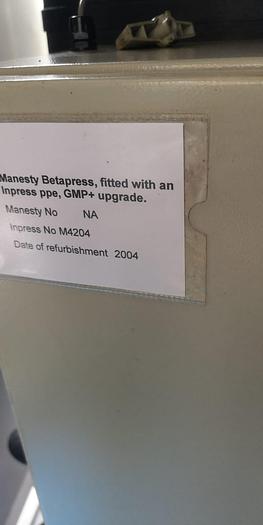 Manesty Betapress, fitted with an
Inpress ppe, GMP+ upgrade.
Manesty No NA
Inpress No M4204
Date of refurbishment 2004